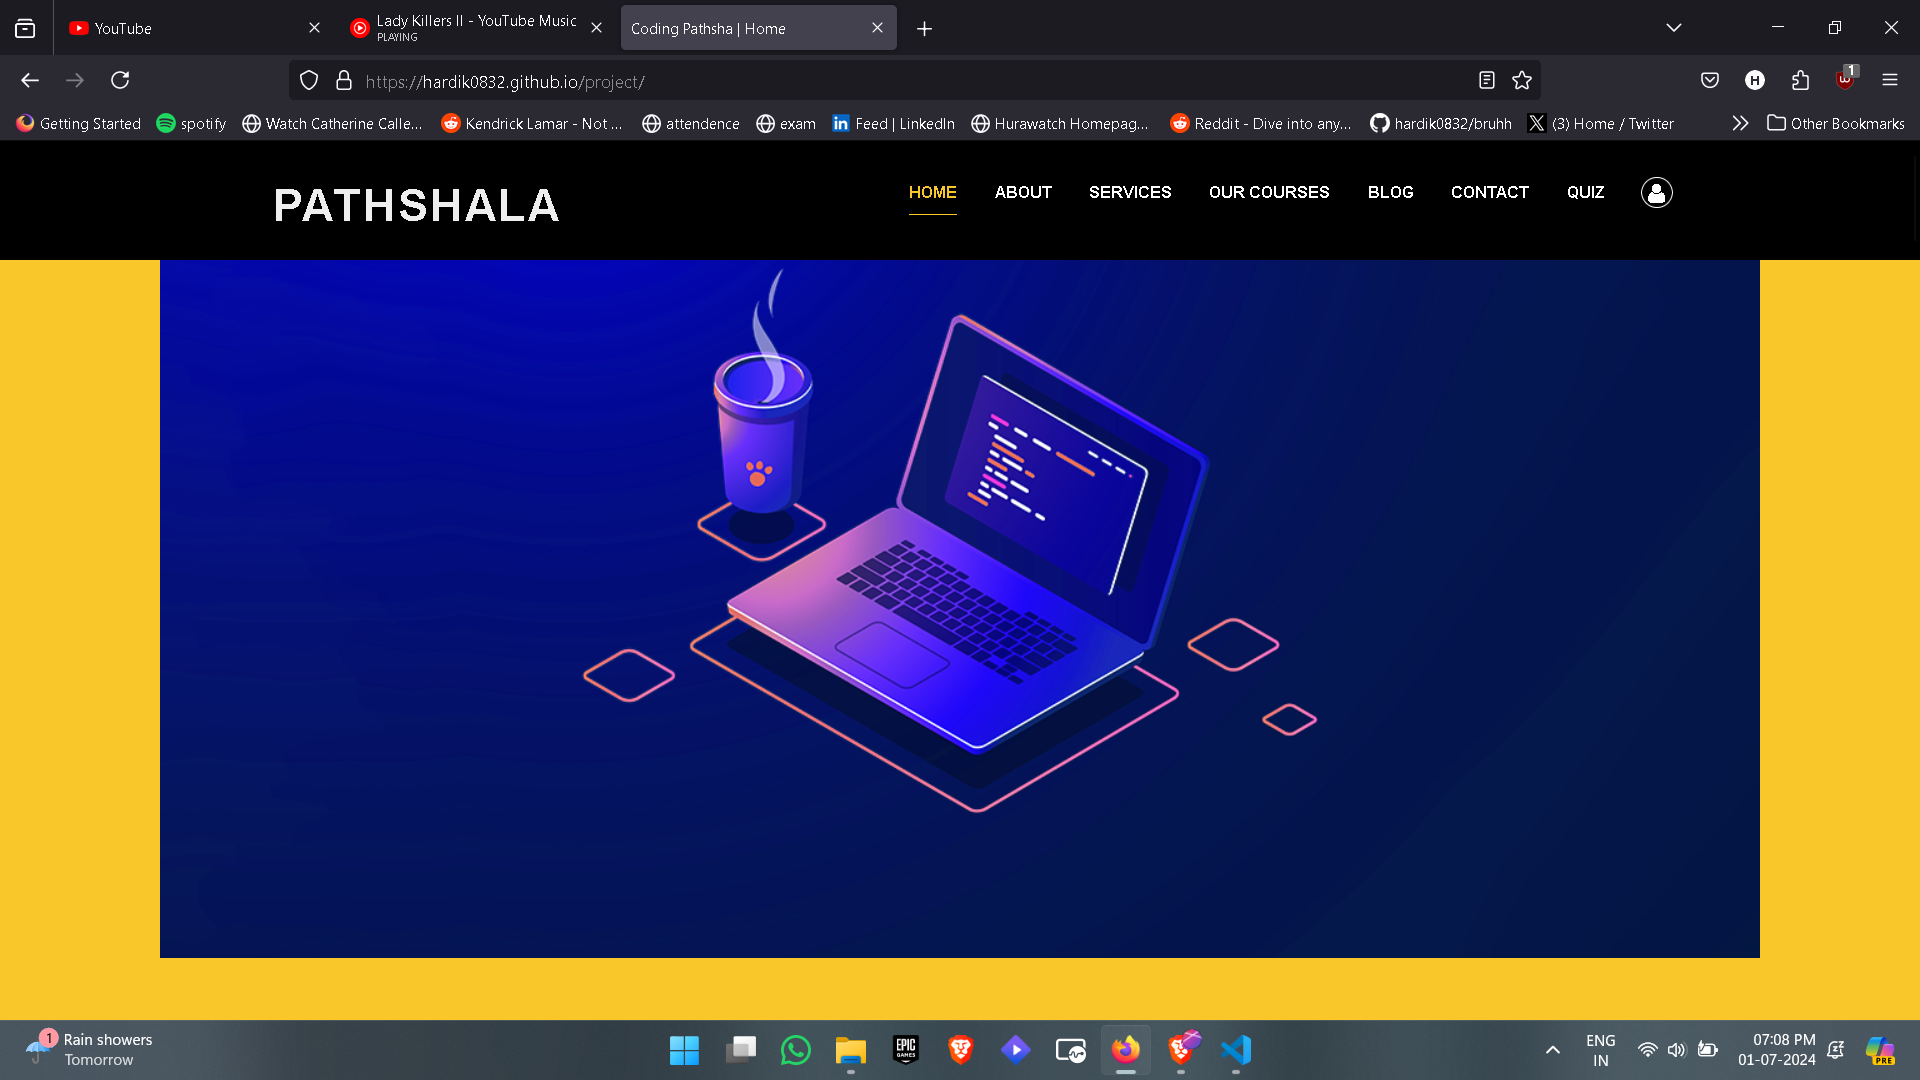 YouTube
Lady Killers II - YouTube Music
PLAYING
Coding Pathsha | Home
https://hardik0832.github.io/project/
H
1
Getting Started
spotify
Watch Catherine Calle...
Kendrick Lamar - Not ...
attendence
exam
Feed | LinkedIn
Hurawatch Homepag...
Reddit - Dive into any...
hardik0832/bruhh
(3) Home / Twitter
Other Bookmarks
PATHSHALA
HOME
ABOUT
SERVICES
OUR COURSES
BLOG
CONTACT
QUIZ
1
Rain showers
Tomorrow
EPIC
GAMES
ENG
IN
07:08 PM
01-07-2024
PRE